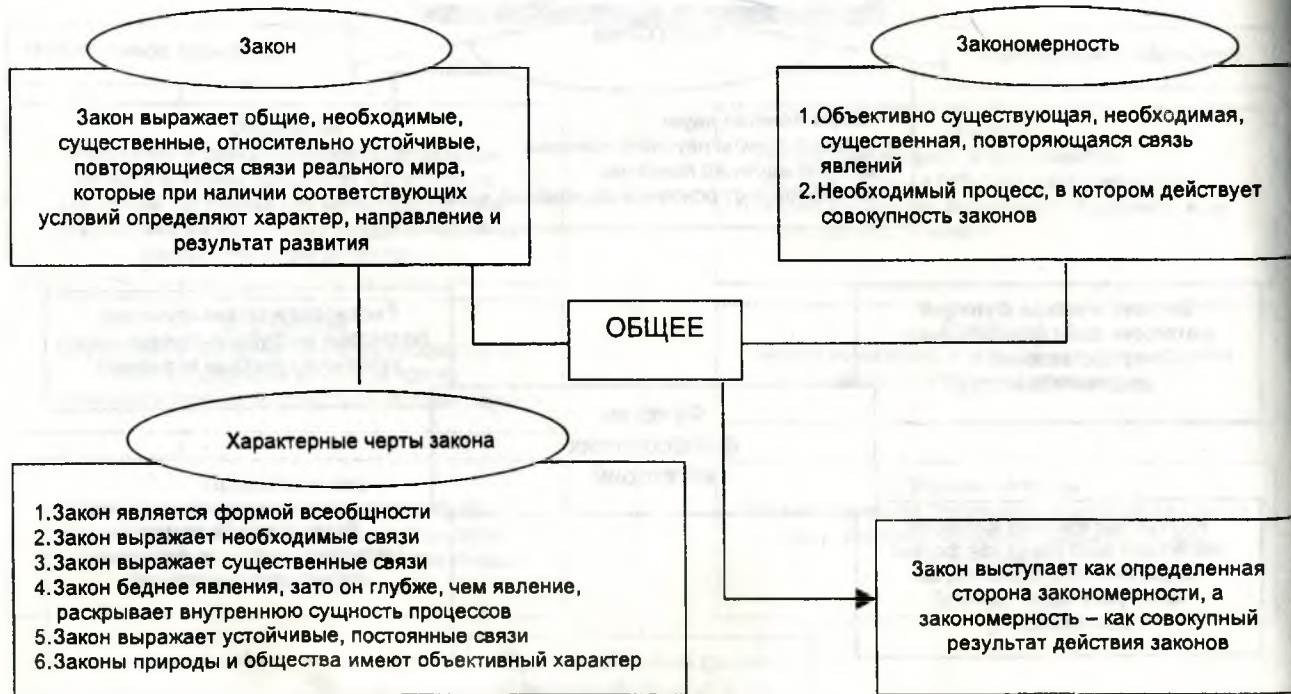 Закон
Закон выражает общие, необходимые,
существенные, относительно устойчивые,
повторяющиеся связи реального мира,
которые при наличии соответствующих
условий определяют характер, направление и
результат развития
Закономерность
1.Объективно существующая, необходимая,
существенная, повторяющаяся связь
явлений
2.Необходимый процесс, в котором действует
совокупность законов
ОБЩЕЕ
Характерные черты закона
1.Закон является формой всеобщности
2.Закон выражает необходимые связи
3.Закон выражает существенные связи
4.Закон беднее явления, зато он глубже, чем явление,
раскрывает внутреннюю сущность процессов
5.Закон выражает устойчивые, постоянные связи
6.Законы природы и общества имеют объективный характер
Закон выступает как определенная
сторона закономерности, а
закономерность – как совокупный
результат действия законов